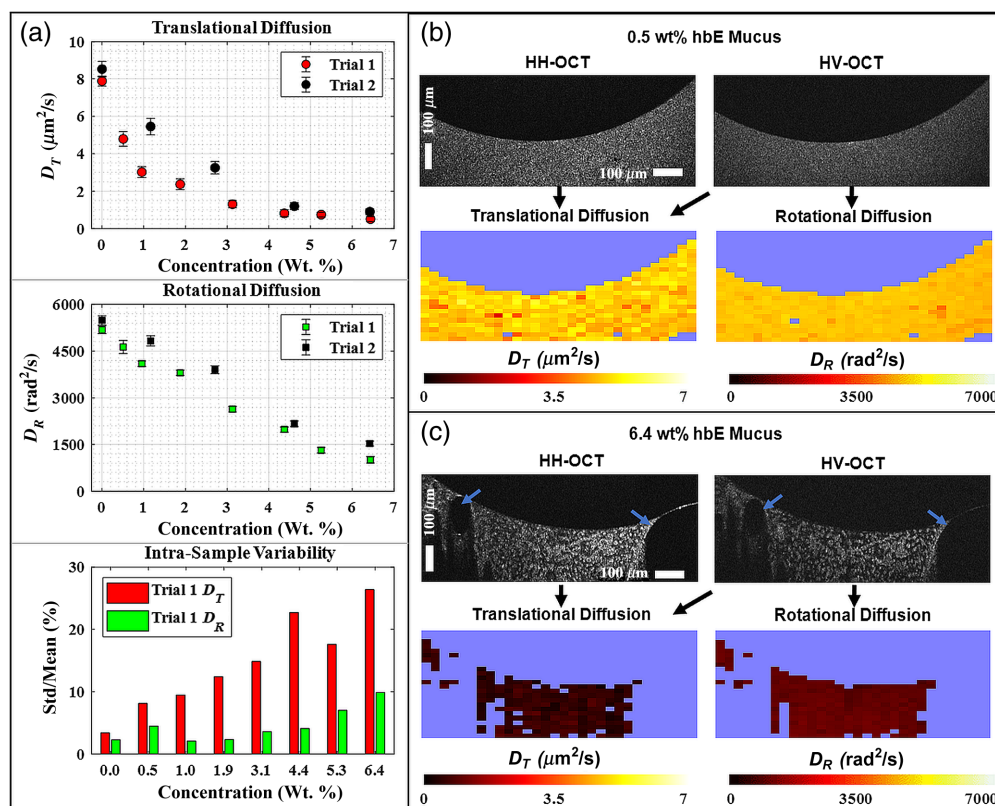 (a)
Translational Diffusion
10
8
6
4
2
0
D_T (μm²/s)
Trial 1
Trial 2
0 1 2 3 4 5 6 7
Concentration (Wt. %)
Rotational Diffusion
6000
4500
3000
1500
0
D_R (rad²/s)
Trial 1
Trial 2
0 1 2 3 4 5 6 7
Concentration (Wt. %)
Intra-Sample Variability
30
20
10
0
Std/Mean (%)
Trial 1 D_T
Trial 1 D_R
0.0 0.5 1.0 1.9 3.1 4.4 5.3 6.4
Concentration (Wt. %)
(b)
0.5 wt% hbE Mucus
HH-OCT HV-OCT
100 μm
100 μm
Translational Diffusion Rotational Diffusion
D_T (μm²/s) D_R (rad²/s)
0 3.5 7 0 3500 7000
(c)
6.4 wt% hbE Mucus
HH-OCT HV-OCT
100 μm
100 μm
Translational Diffusion Rotational Diffusion
D_T (μm²/s) D_R (rad²/s)
0 3.5 7 0 3500 7000